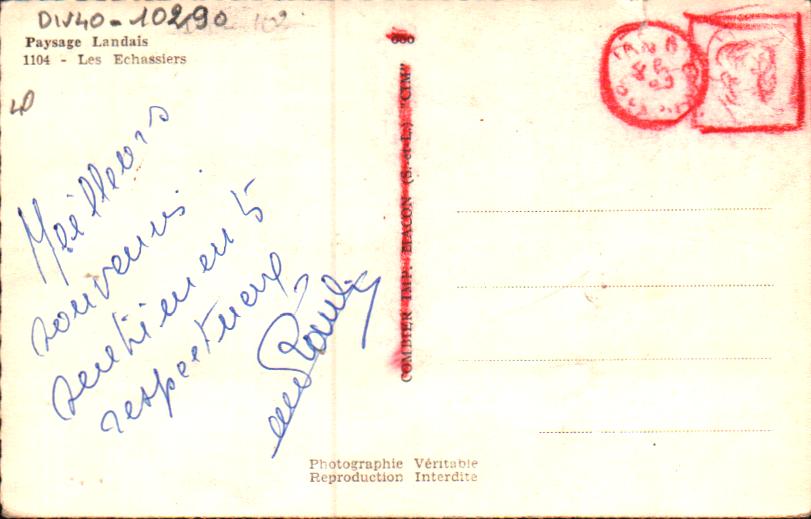 DIV40-10290
Paysage Landais
1104 - Les Echassiers
Meilleurs
souvenirs.
sentiments
respectueux
COMBIER IMP. MACON (S.-et-L.) "CIM"
Photographie Véritable
Reproduction Interdite